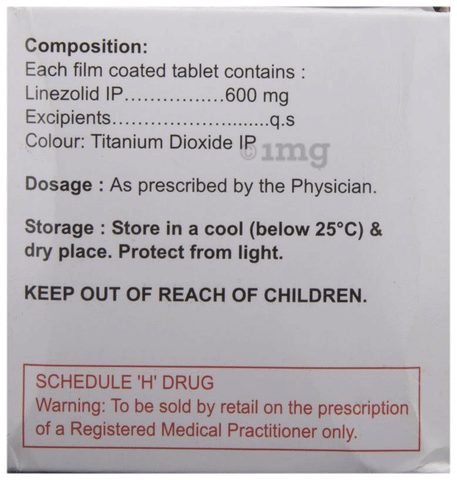 Composition:
Each film coated tablet contains :
Linezolid IP................600 mg
Excipients............................q.s
Colour: Titanium Dioxide IP
©1mg
Dosage : As prescribed by the Physician.
Storage : Store in a cool (below 25°C) &
dry place. Protect from light.
KEEP OUT OF REACH OF CHILDREN.
SCHEDULE 'H' DRUG
Warning: To be sold by retail on the prescription
of a Registered Medical Practitioner only.